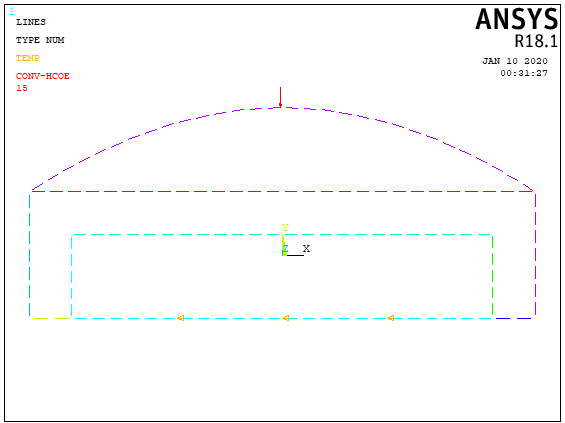 1
LINES
TYPE NUM
TEMP
CONV-HCOE
15
ANSYS
R18.1
JAN 10 2020
00:31:27
Y
Z X